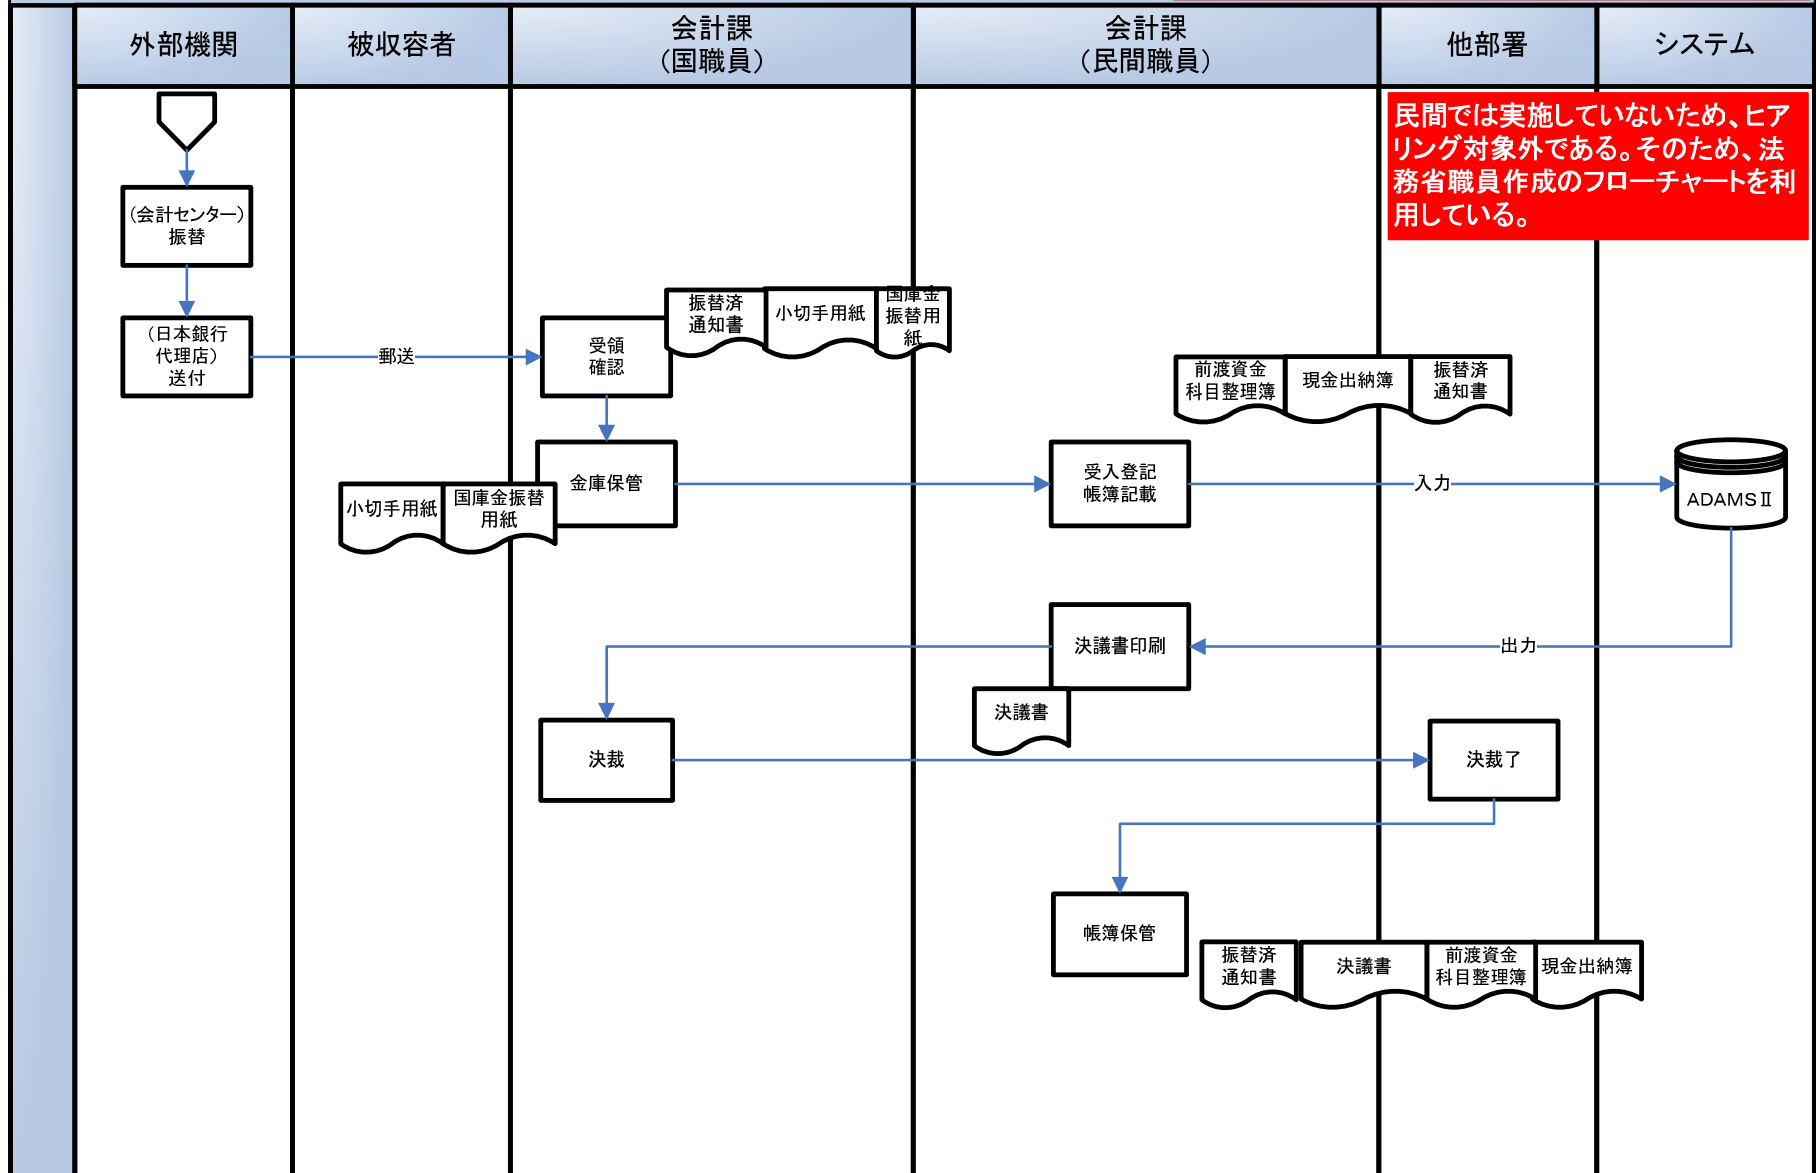 外部機関
被収容者
会計課
（国職員）
会計課
（民間職員）
他部署
システム
民間では実施していないため、ヒア
リング対象外である。そのため、法
務省職員作成のフローチャートを利
用している。
（会計センター）
振替
（日本銀行
代理店）
送付
郵送
受領
確認
振替済
通知書
小切手用紙
国庫金
振替用
紙
前渡資金
科目整理簿
現金出納簿
振替済
通知書
金庫保管
小切手用紙
国庫金振替
用紙
受入登記
帳簿記載
入力
ADAMSⅡ
決議書印刷
出力
決議書
決裁
決裁了
帳簿保管
振替済
通知書
決議書
前渡資金
科目整理簿
現金出納簿